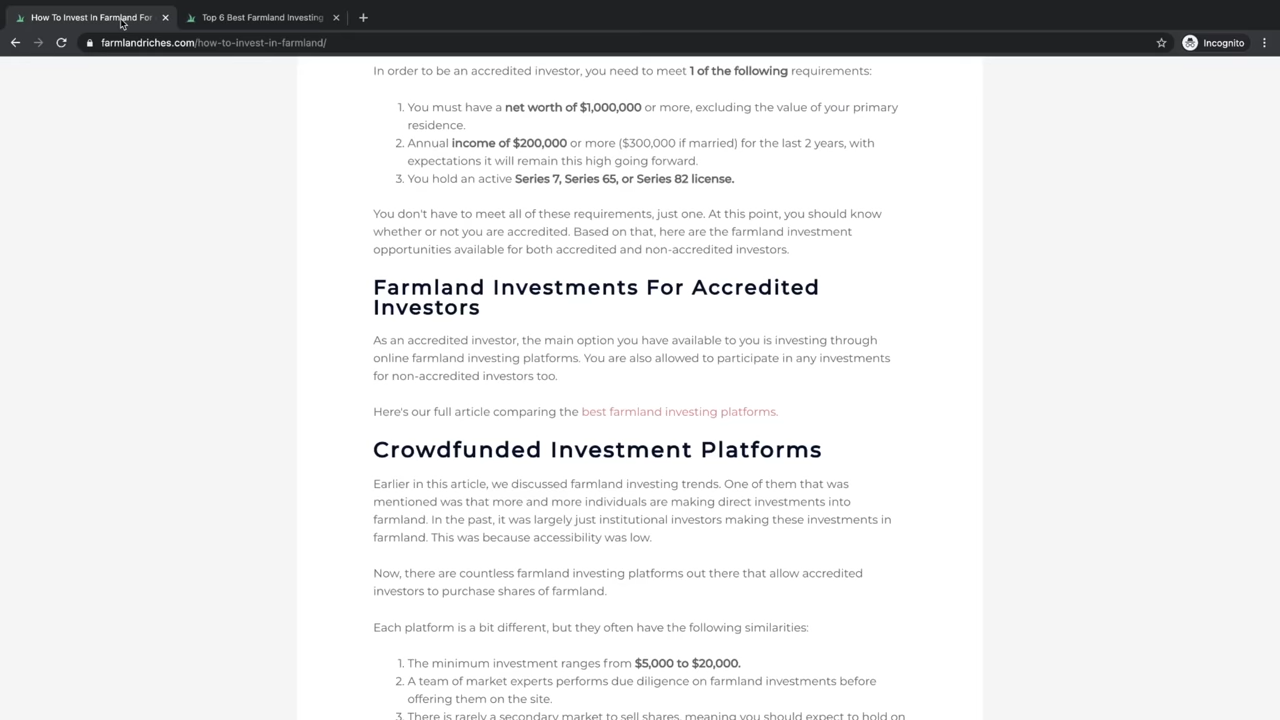 How To Invest In Farmland For
Top 6 Best Farmland Investing
farmlandriches.com/how-to-invest-in-farmland/
Incognito
In order to be an accredited investor, you need to meet 1 of the following requirements:
1. You must have a net worth of $1,000,000 or more, excluding the value of your primary
residence.
2. Annual income of $200,000 or more ($300,000 if married) for the last 2 years, with
expectations it will remain this high going forward.
3. You hold an active Series 7, Series 65, or Series 82 license.
You don't have to meet all of these requirements, just one. At this point, you should know
whether or not you are accredited. Based on that, here are the farmland investment
opportunities available for both accredited and non-accredited investors.
Farmland Investments For Accredited
Investors
As an accredited investor, the main option you have available to you is investing through
online farmland investing platforms. You are also allowed to participate in any investments
for non-accredited investors too.
Here's our full article comparing the best farmland investing platforms.
Crowdfunded Investment Platforms
Earlier in this article, we discussed farmland investing trends. One of them that was
mentioned was that more and more individuals are making direct investments into
farmland. In the past, it was largely just institutional investors making these investments in
farmland. This was because accessibility was low.
Now, there are countless farmland investing platforms out there that allow accredited
investors to purchase shares of farmland.
Each platform is a bit different, but they often have the following similarities:
1. The minimum investment ranges from $5,000 to $20,000.
2. A team of market experts performs due diligence on farmland investments before
offering them on the site.
3. There is rarely a secondary market to sell shares, meaning you should expect to hold on